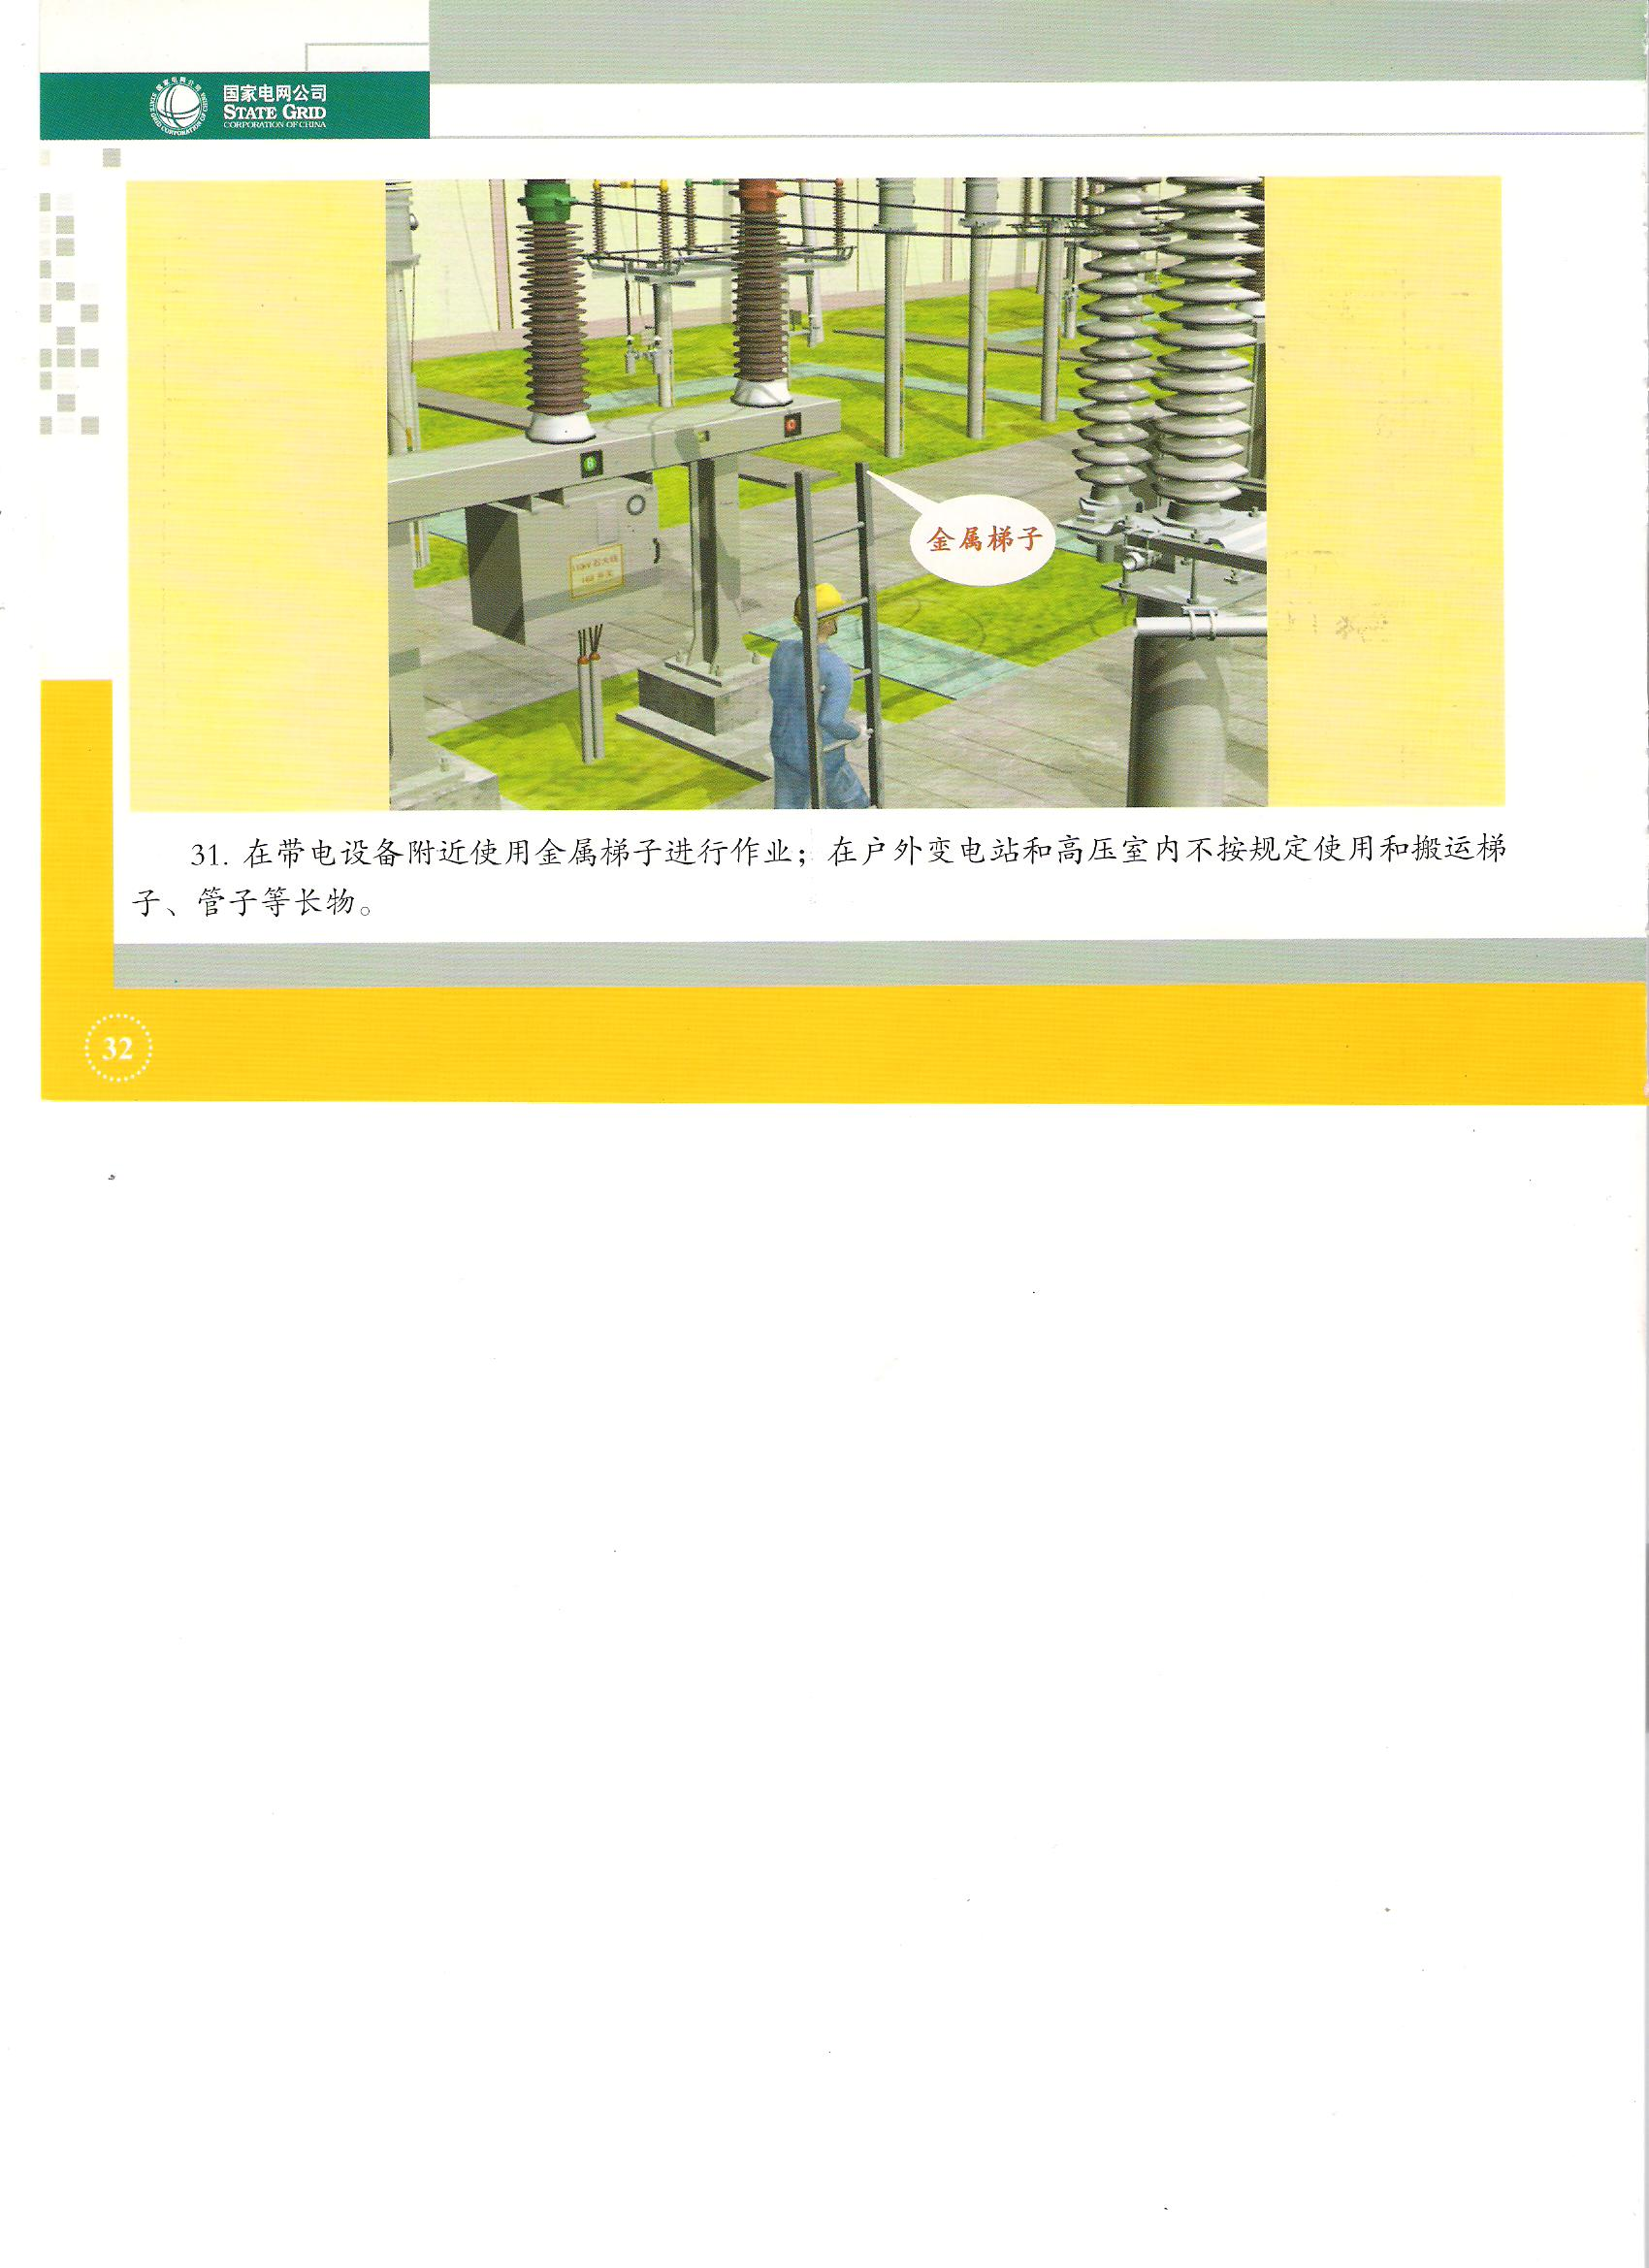 国家电网公司
STATE GRID
CORPORATION OF CHINA
B
C
金属梯子
31. 在带电设备附近使用金属梯子进行作业；在户外变电站和高压室内不按规定使用和搬运梯
子、管子等长物。
32